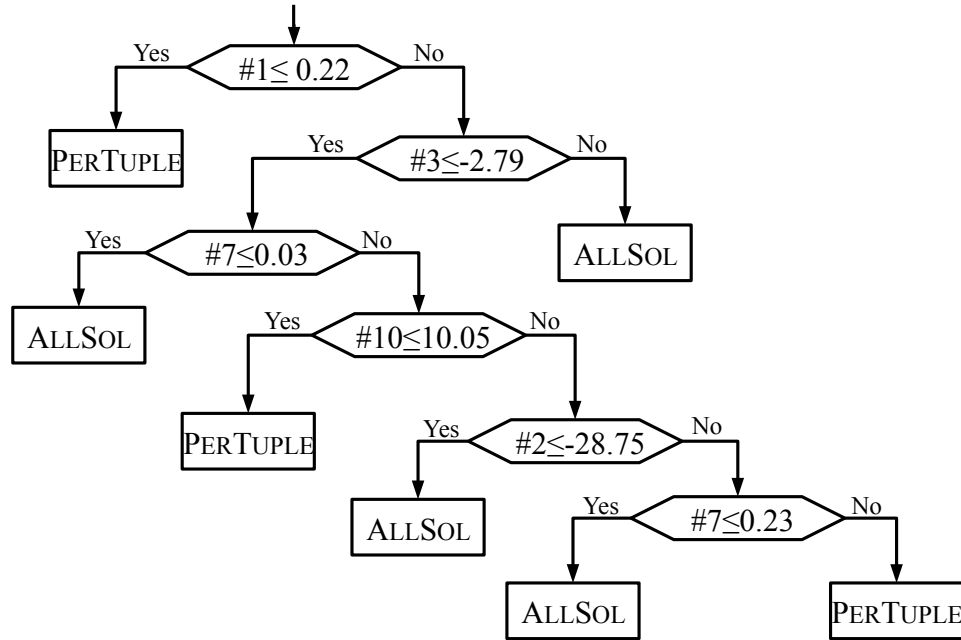 Yes
#1≤ 0.22
No
PERTUPLE
Yes
#3≤-2.79
No
Yes
#7≤0.03
No
ALLSOL
ALLSOL
Yes
#10≤10.05
No
PERTUPLE
Yes
#2≤-28.75
No
ALLSOL
Yes
#7≤0.23
No
ALLSOL
PERTUPLE